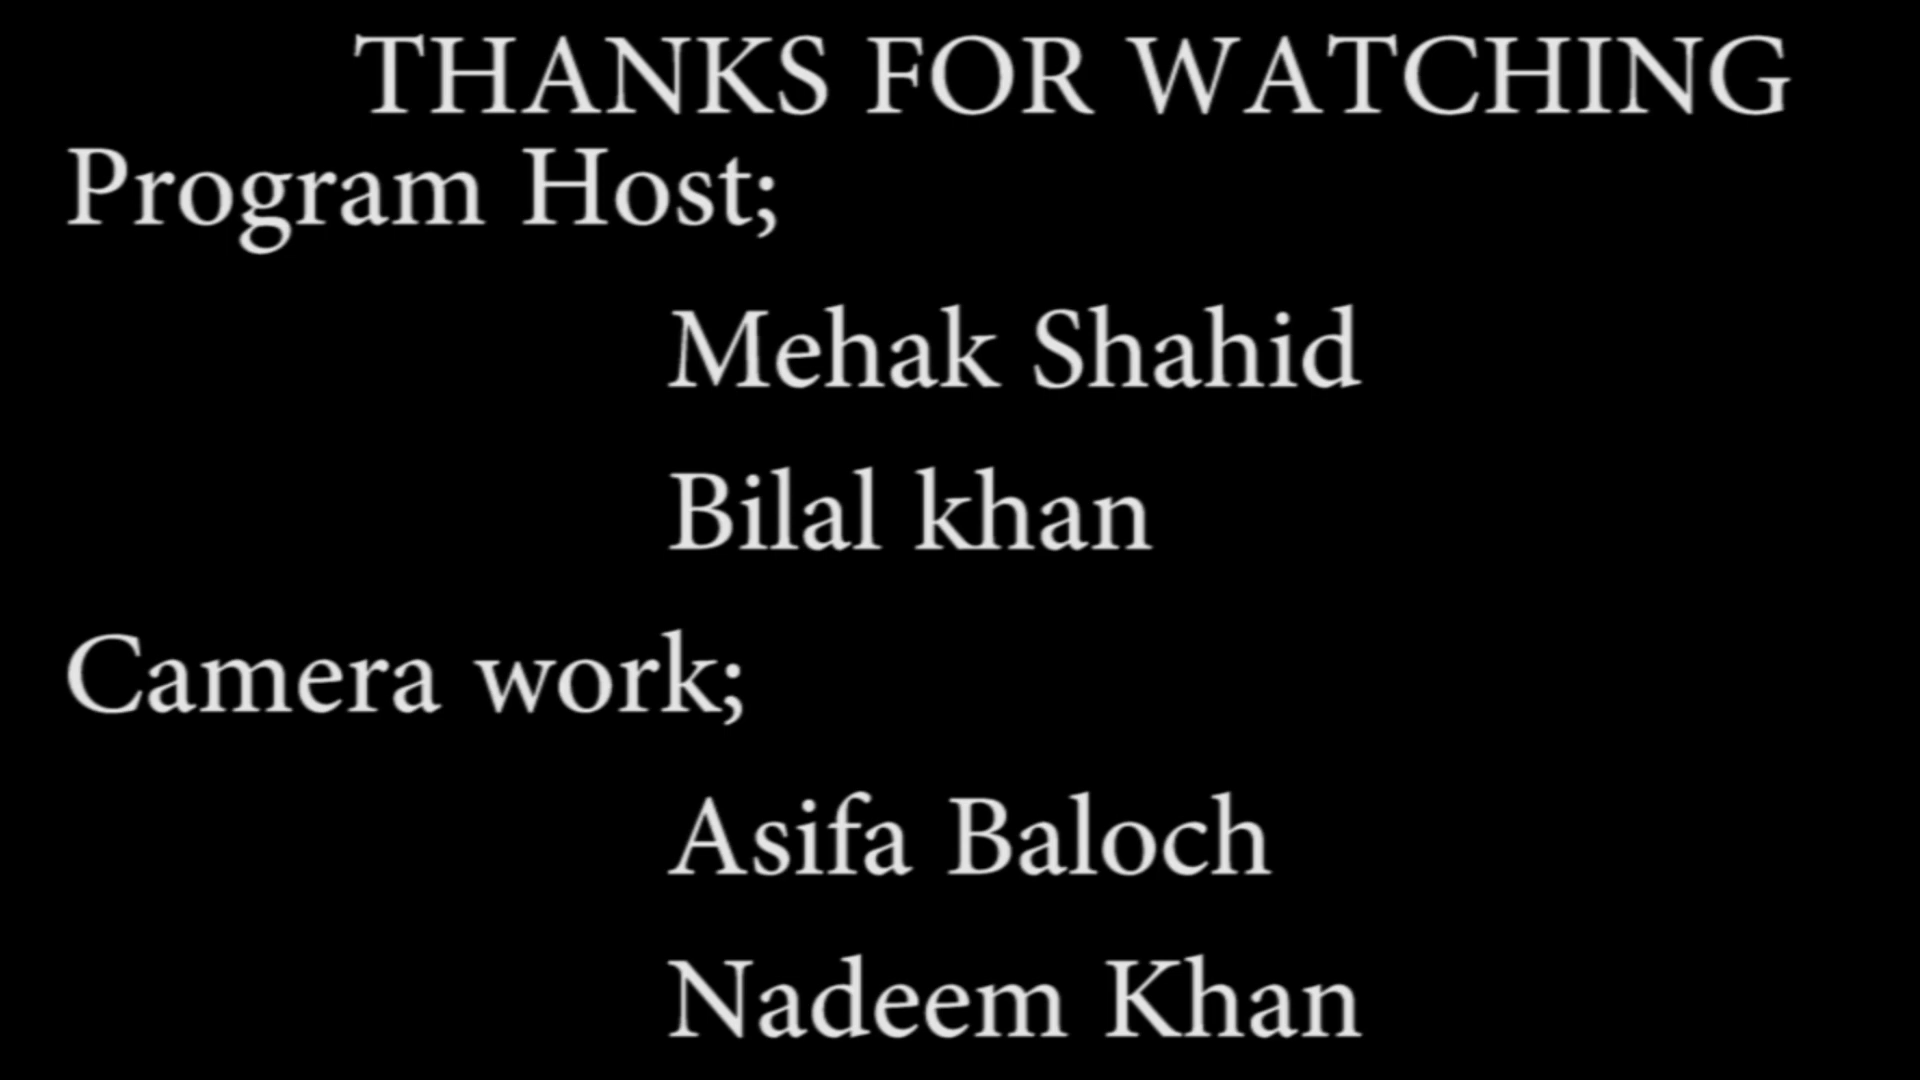 THANKS FOR WATCHING
Program Host;
Mehak Shahid
Bilal khan
Camera work;
Asifa Baloch
Nadeem Khan